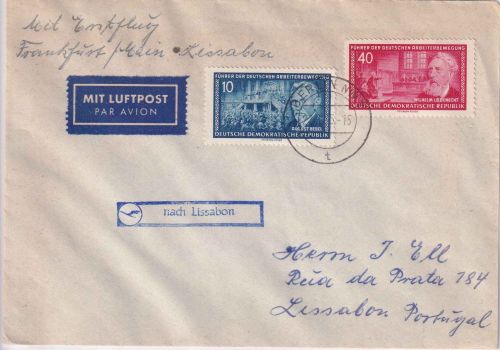 Mit Erstflug
Frankfurt/Main - Lissabon
MIT LUFTPOST
PAR AVION
FÜHRER DER DEUTSCHEN ARBEITERBEWEGUNG
10
AUGUST BEBEL
DEUTSCHE DEMOKRATISCHE REPUBLIK
FÜHRER DER DEUTSCHEN ARBEITERBEWEGUNG
40
WILHELM LIEBKNECHT
DEUTSCHE DEMOKRATISCHE REPUBLIK
BERLIN
t
nach Lissabon
Herrn J. Ell
Rúa da Prata 184
Lissabon Portugal